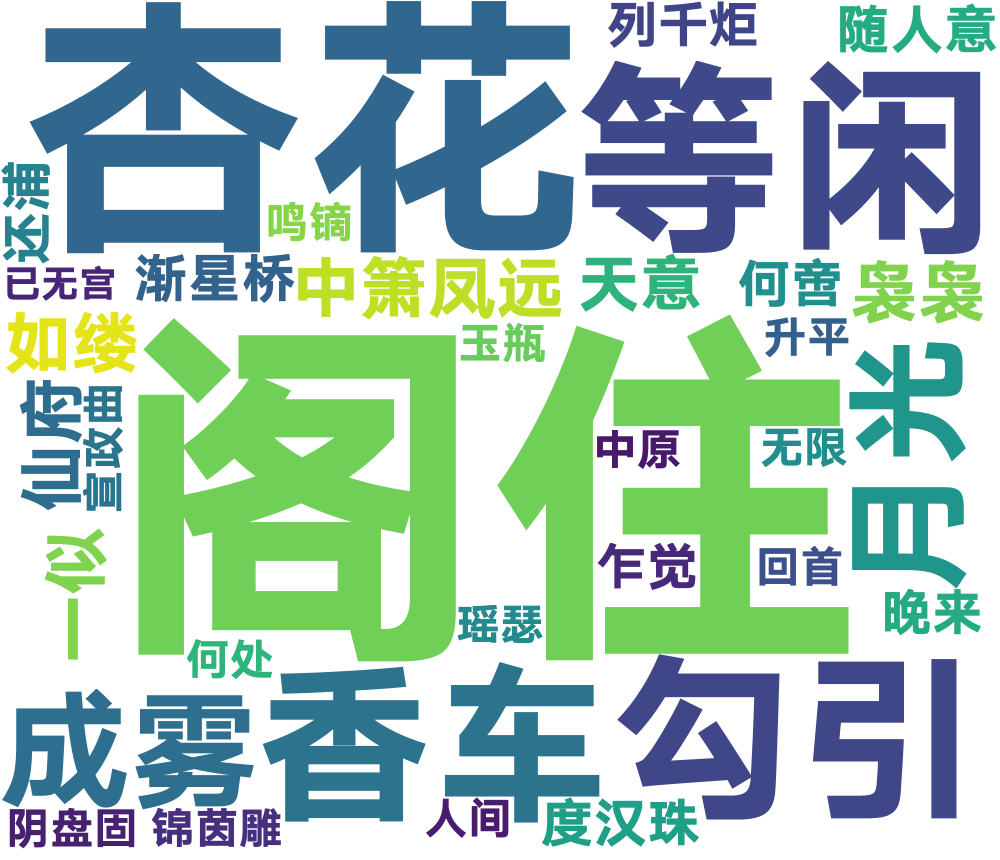 列千炬
随人意
杏花
等闲
还浦
鸣镝
已无宫
渐星桥
中箫凤远
天意
何啻
袅袅
如缕
玉瓶
升平
月光
仙府
宣政曲
阁住
中原
无限
一似
乍觉
回首
晚来
瑶瑟
何处
成雾
香车
勾引
阴盘固
锦茵雕
人间
度汉珠